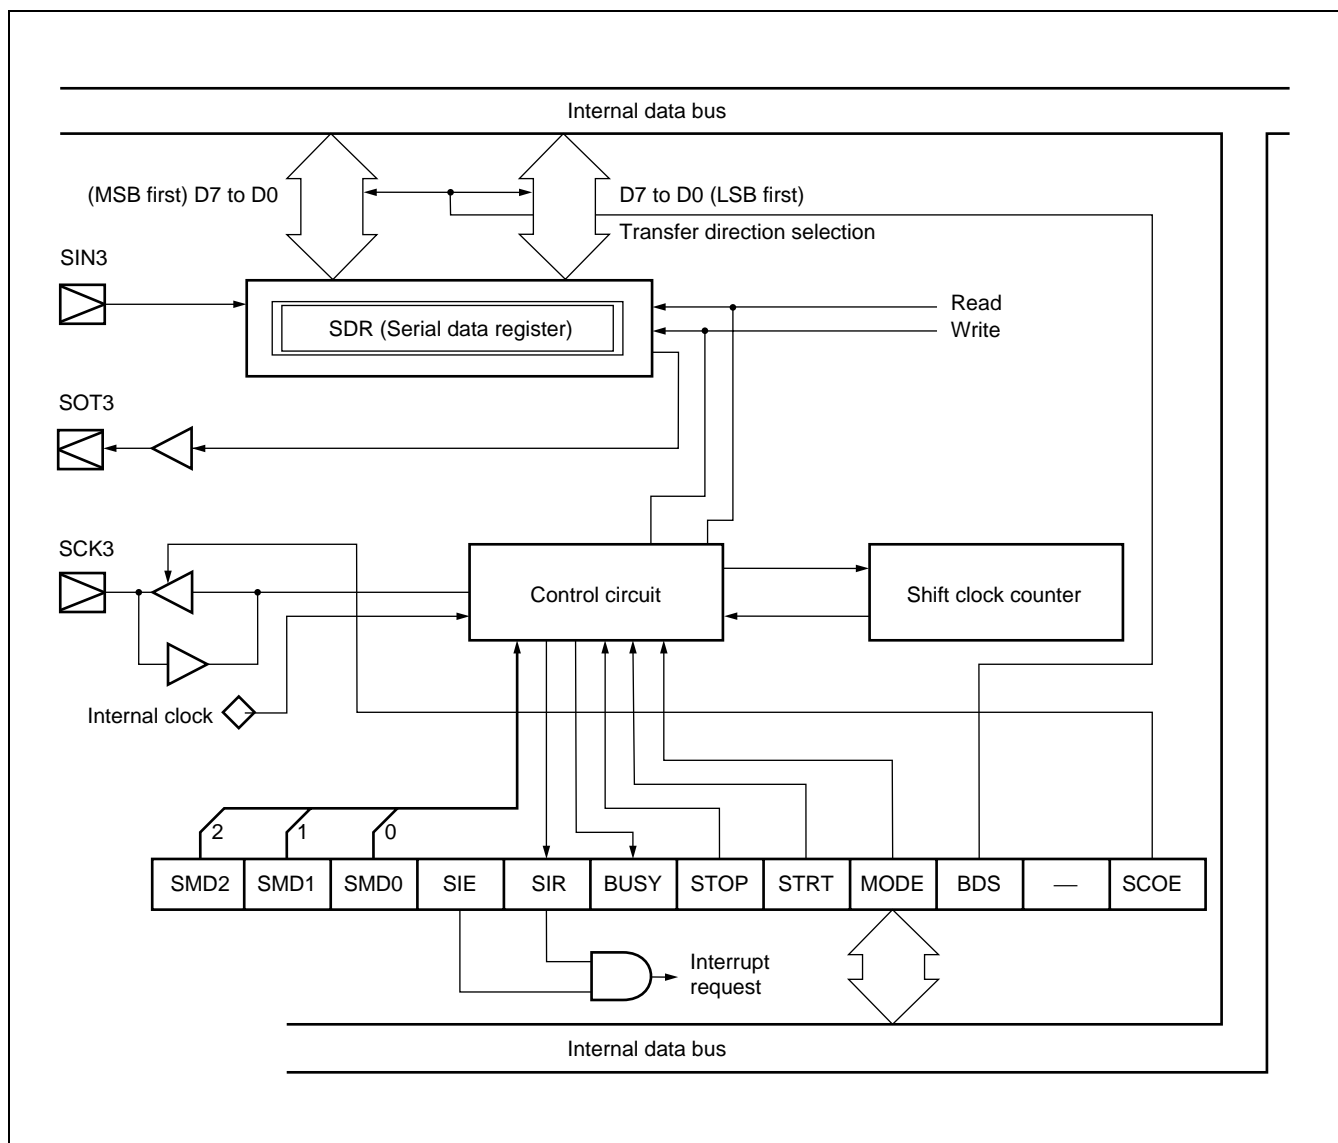 Internal data bus
(MSB first) D7 to D0
D7 to D0 (LSB first)
Transfer direction selection
SIN3
Read
SDR (Serial data register)
Write
SOT3
SCK3
Control circuit
Shift clock counter
Internal clock
2
1
0
SMD2
SMD1
SMD0
SIE
SIR
BUSY
STOP
STRT
MODE
BDS
—
SCOE
Interrupt
request
Internal data bus